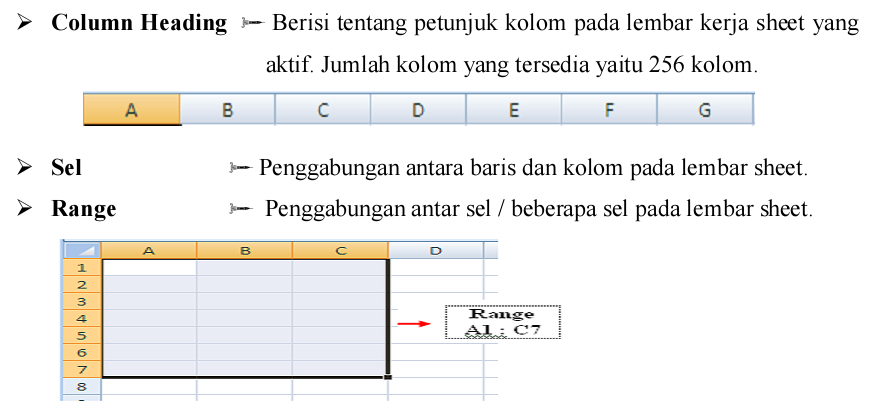 ➢ Column Heading Berisi tentang petunjuk kolom pada lembar kerja sheet yang
aktif. Jumlah kolom yang tersedia yaitu 256 kolom.
A B C D E F G
➢ Sel Penggabungan antara baris dan kolom pada lembar sheet.
➢ Range Penggabungan antar sel / beberapa sel pada lembar sheet.
A B C D
1
2
3
4
5
6
7
8
Range
A1 : C7